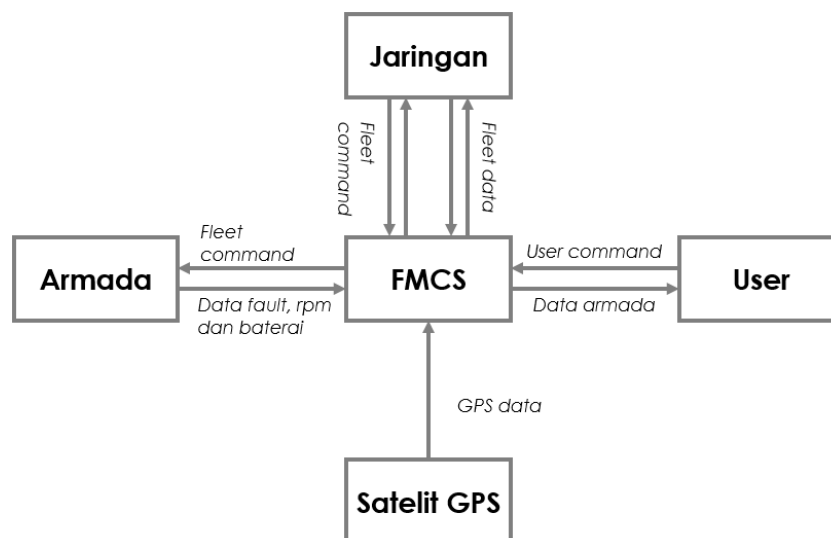 Jaringan
Fleet
command
Fleet data
Fleet
command
User command
Armada
FMCS
User
Data fault, rpm
dan baterai
Data armada
GPS data
Satelit GPS